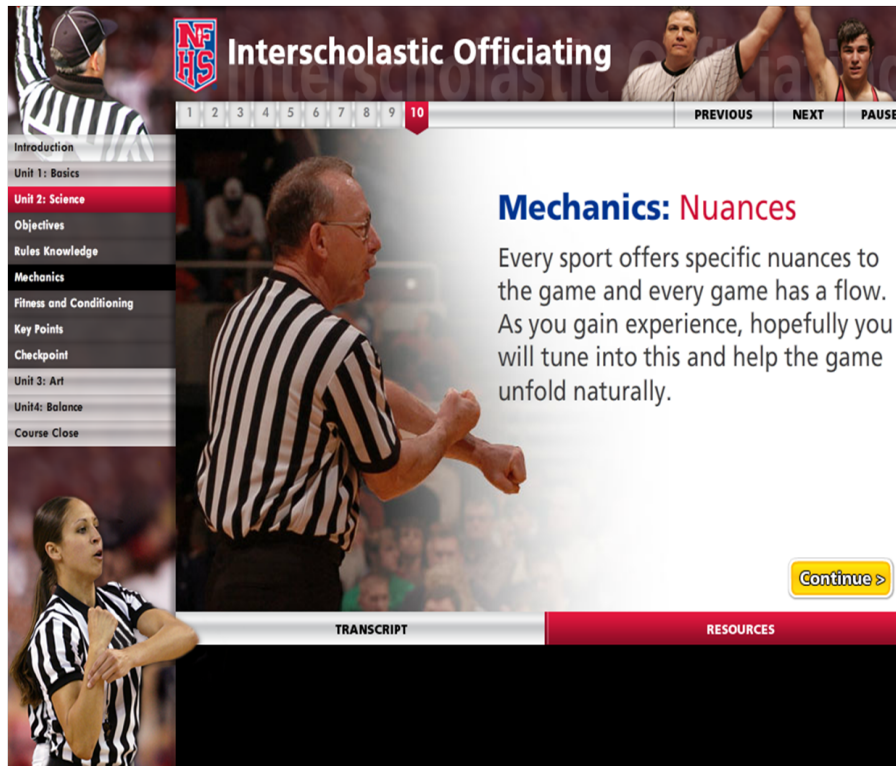 NF
HS
Interscholastic Officiating
1 2 3 4 5 6 7 8 9 10
PREVIOUS NEXT PAUSE
Introduction
Unit 1: Basics
Unit 2: Science
Objectives
Rules Knowledge
Mechanics
Fitness and Conditioning
Key Points
Checkpoint
Unit 3: Art
Unit4: Balance
Course Close
Mechanics: Nuances
Every sport offers specific nuances to
the game and every game has a flow.
As you gain experience, hopefully you
will tune into this and help the game
unfold naturally.
Continue >
TRANSCRIPT
RESOURCES